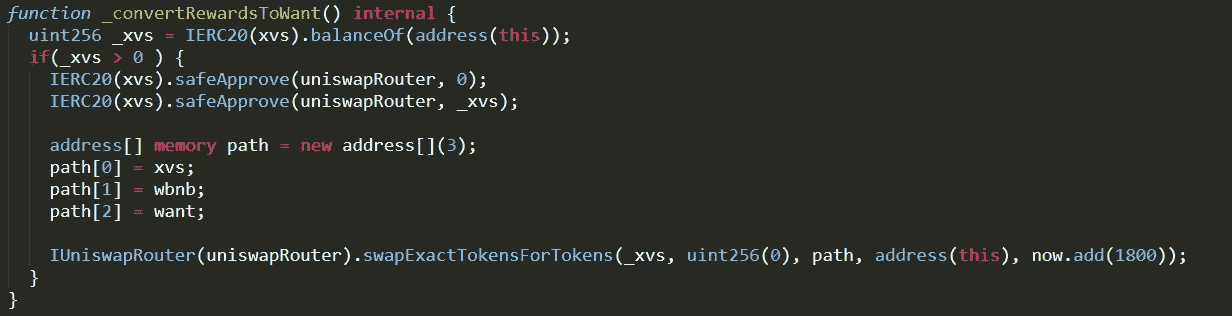 function _convertRewardsToWant() internal {
uint256 _xvs = IERC20(xvs).balanceOf(address(this));
if(_xvs > 0 ) {
IERC20(xvs).safeApprove(uniswapRouter, 0);
IERC20(xvs).safeApprove(uniswapRouter, _xvs);
address[] memory path = new address[](3);
path[0] = xvs;
path[1] = wbnb;
path[2] = want;
IUniswapRouter(uniswapRouter).swapExactTokensForTokens(_xvs, uint256(0), path, address(this), now.add(1800));
}
}